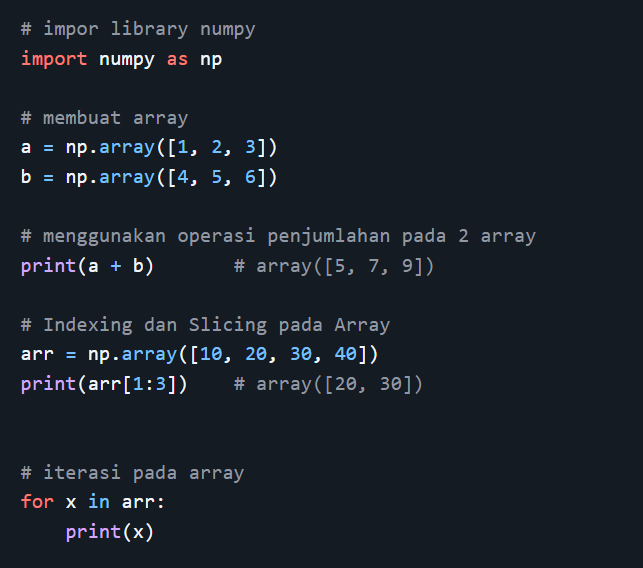 # impor library numpy
import numpy as np
# membuat array
a = np.array([1, 2, 3])
b = np.array([4, 5, 6])
# menggunakan operasi penjumlahan pada 2 array
print(a + b)       # array([5, 7, 9])
# Indexing dan Slicing pada Array
arr = np.array([10, 20, 30, 40])
print(arr[1:3])    # array([20, 30])
# iterasi pada array
for x in arr:
    print(x)